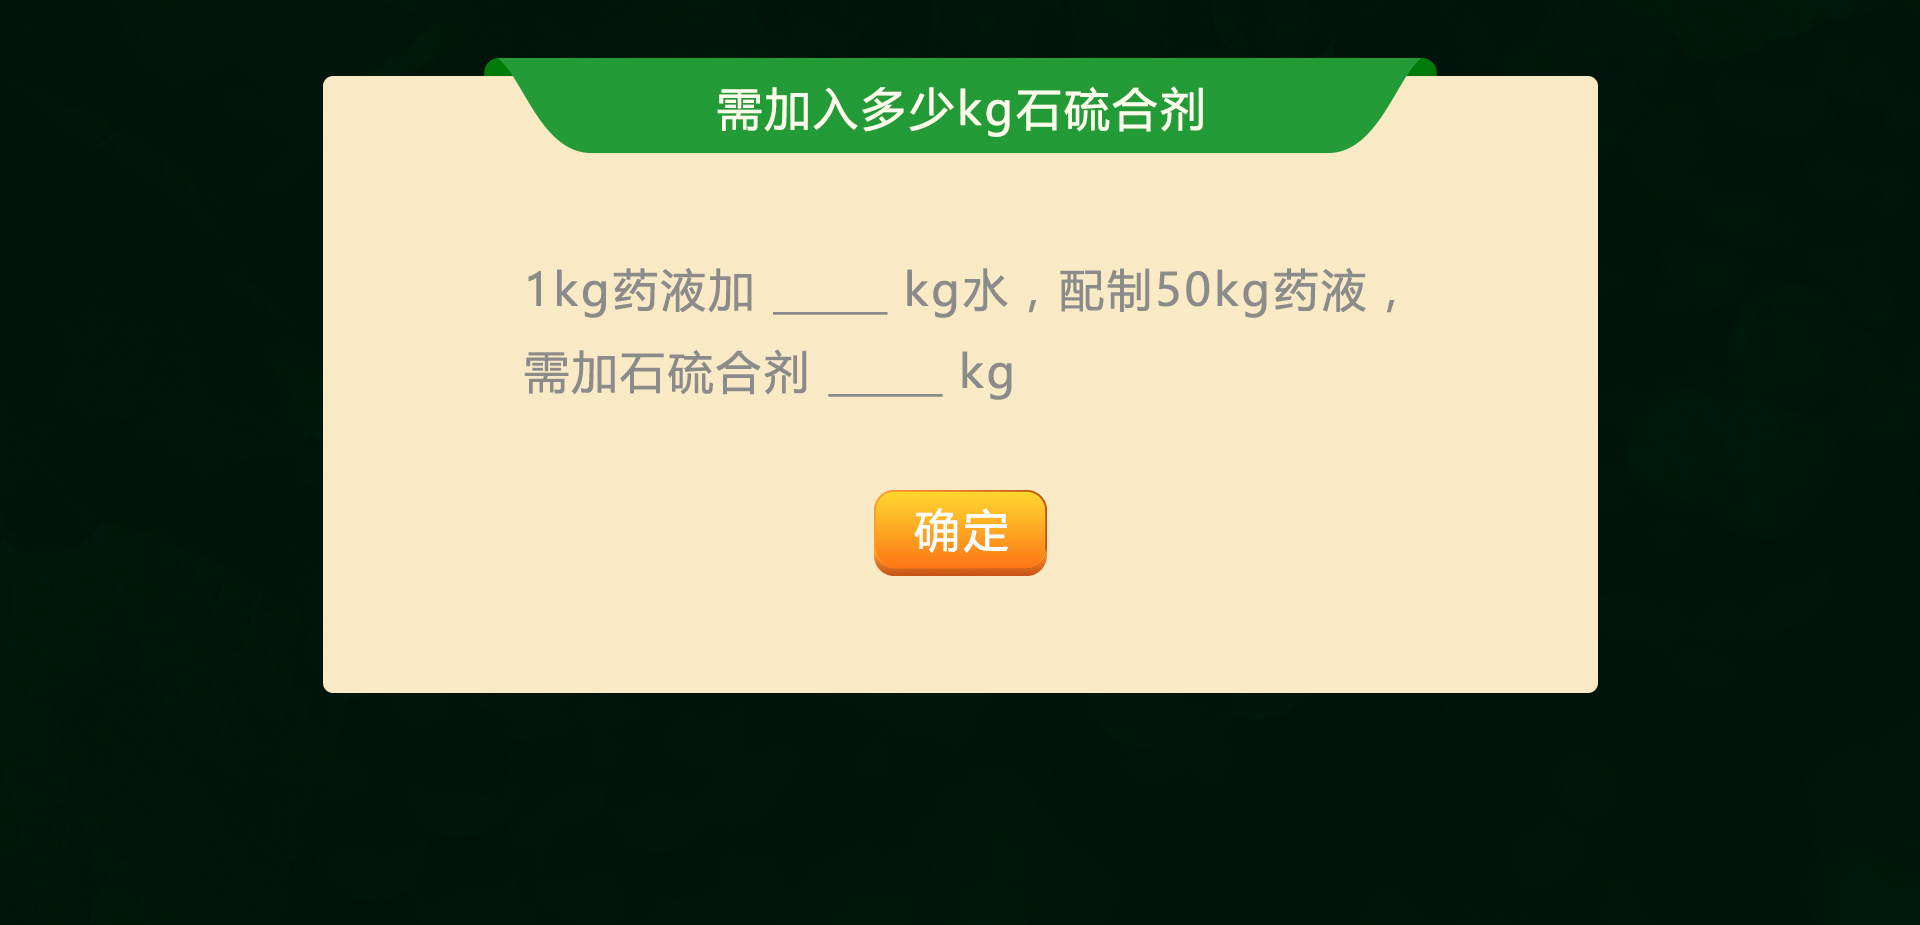 需加入多少kg石硫合剂
1kg药液加 _____ kg水，配制50kg药液，
需加石硫合剂 _____ kg
确定